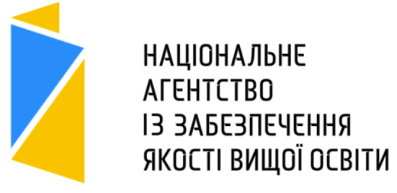 НАЦІОНАЛЬНЕ
АГЕНТСТВО
ІЗ ЗАБЕЗПЕЧЕННЯ
ЯКОСТІ ВИЩОЇ ОСВІТИ